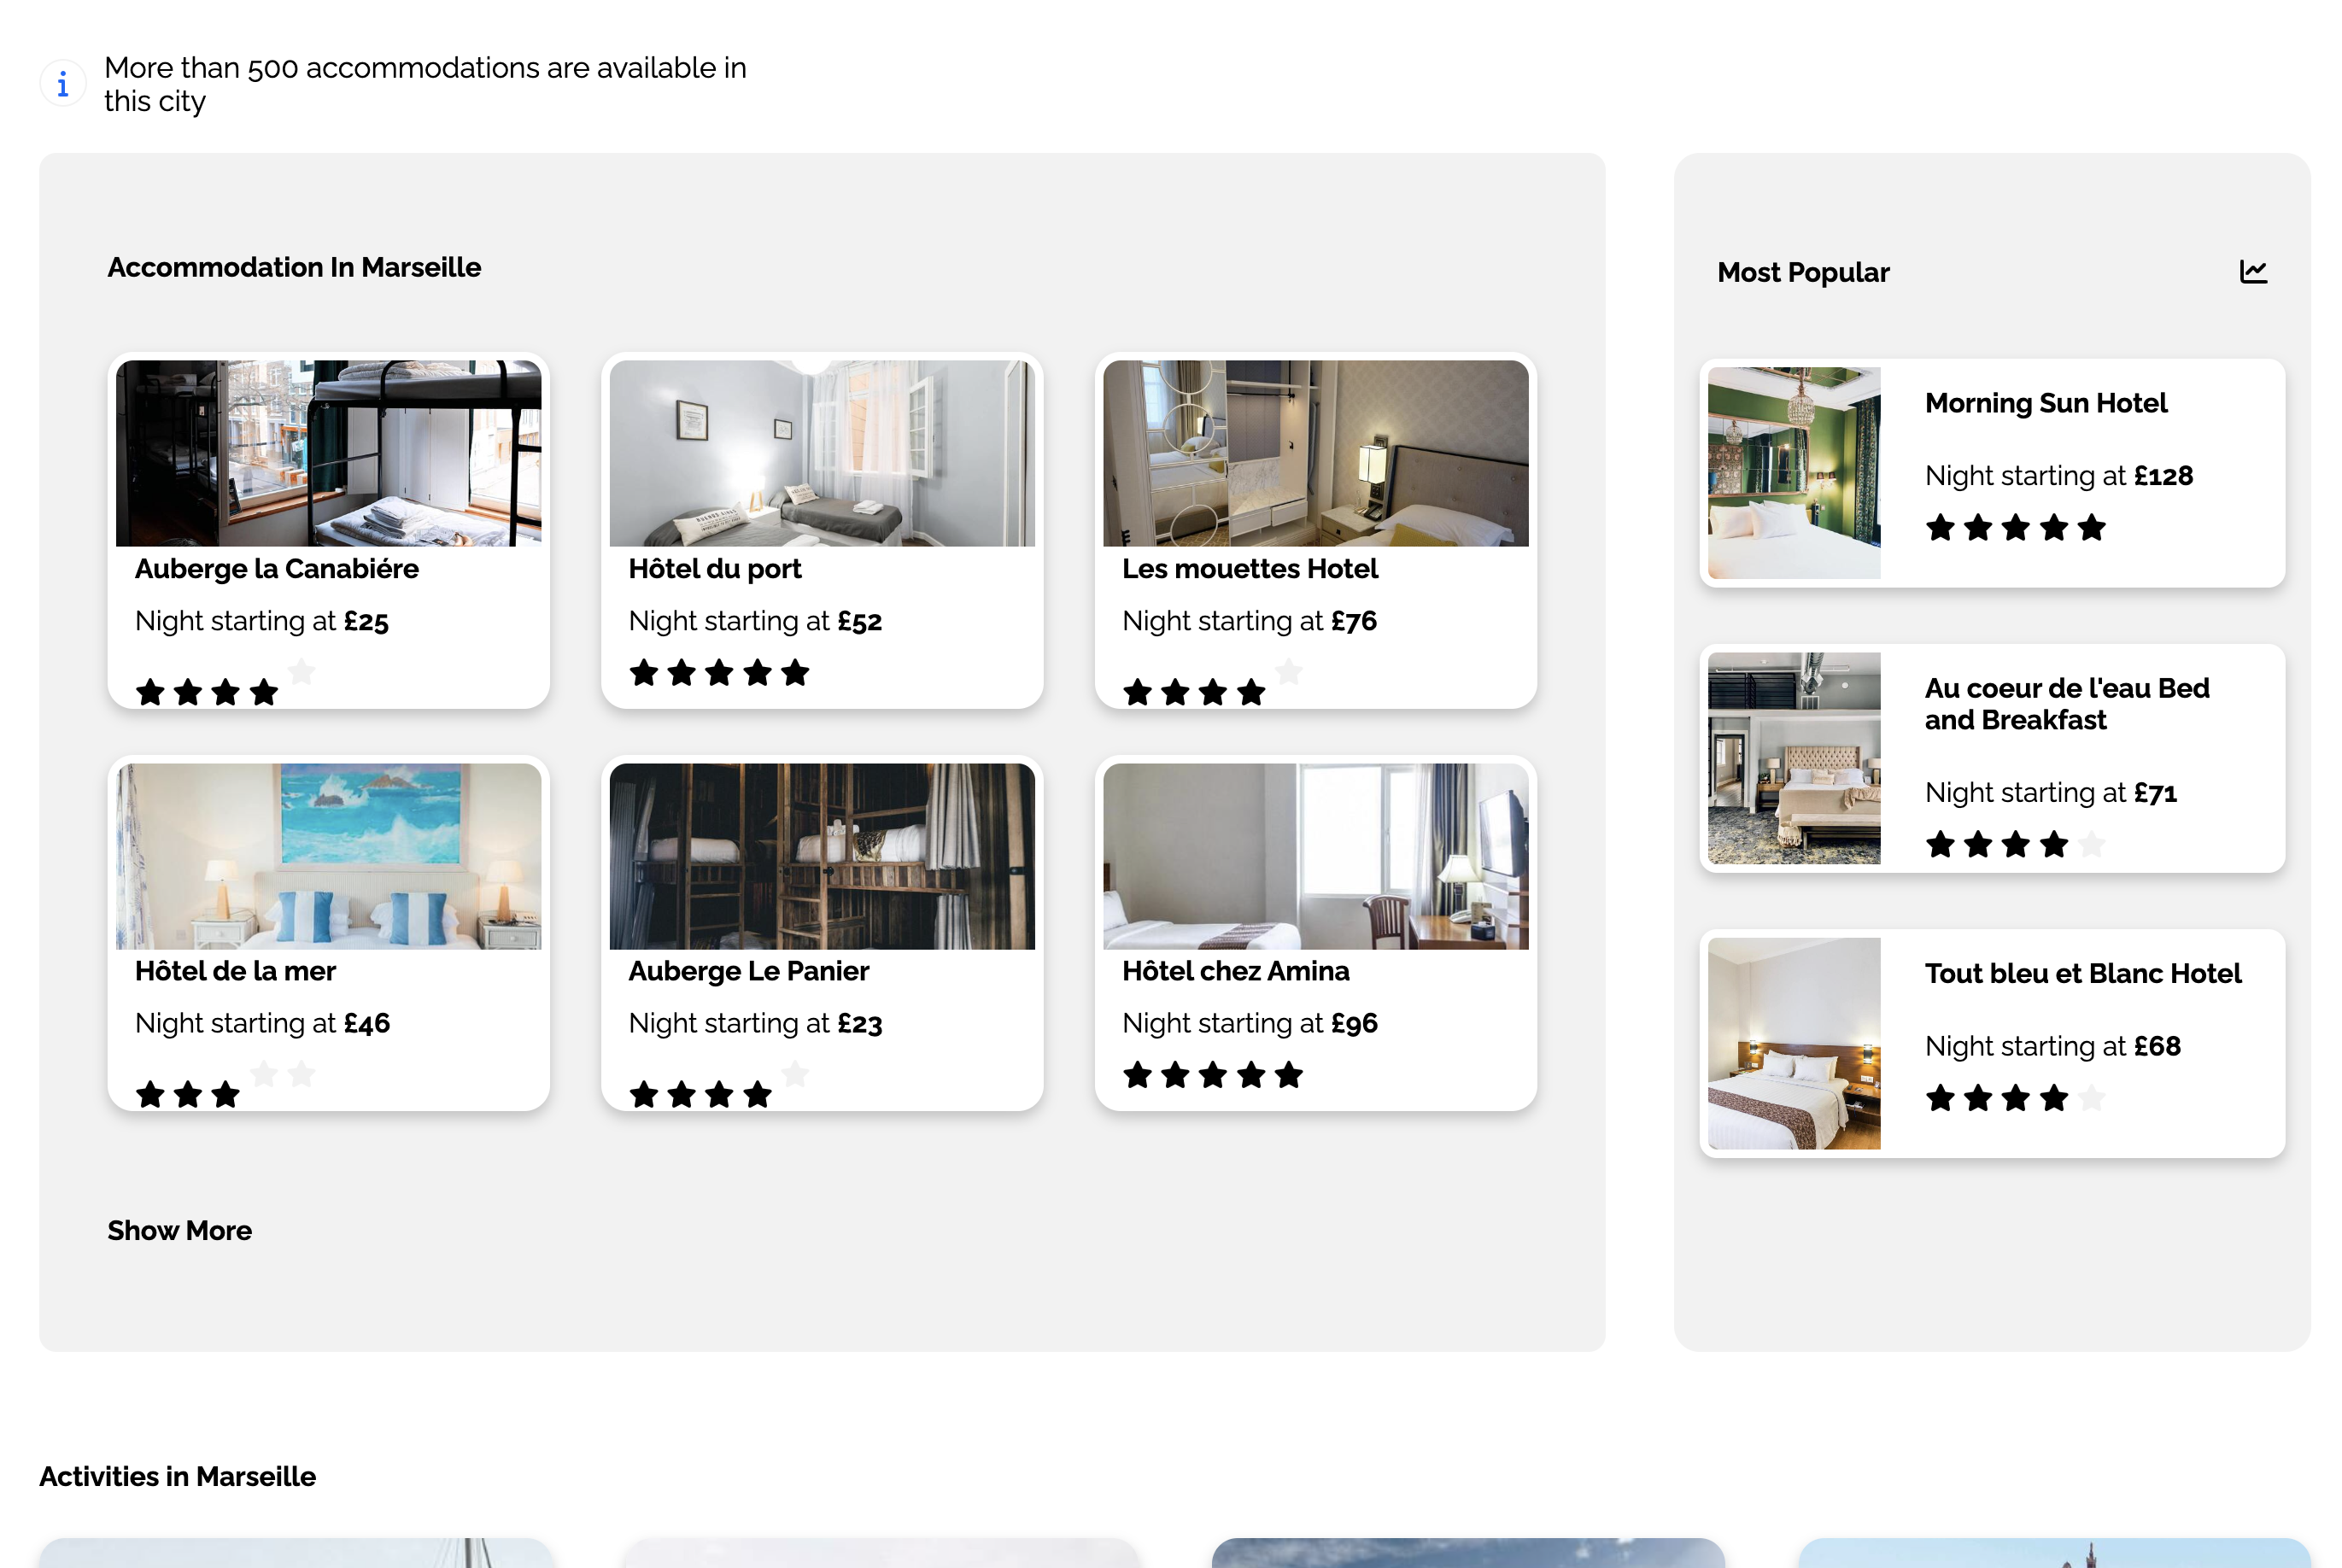 More than 500 accommodations are available in
this city
Accommodation In Marseille
Auberge la Canabiére
Night starting at £25
Hôtel du port
Night starting at £52
Les mouettes Hotel
Night starting at £76
Hôtel de la mer
Night starting at £46
Auberge Le Panier
Night starting at £23
Hôtel chez Amina
Night starting at £96
Show More
Most Popular
Morning Sun Hotel
Night starting at £128
Au coeur de l'eau Bed
and Breakfast
Night starting at £71
Tout bleu et Blanc Hotel
Night starting at £68
Activities in Marseille